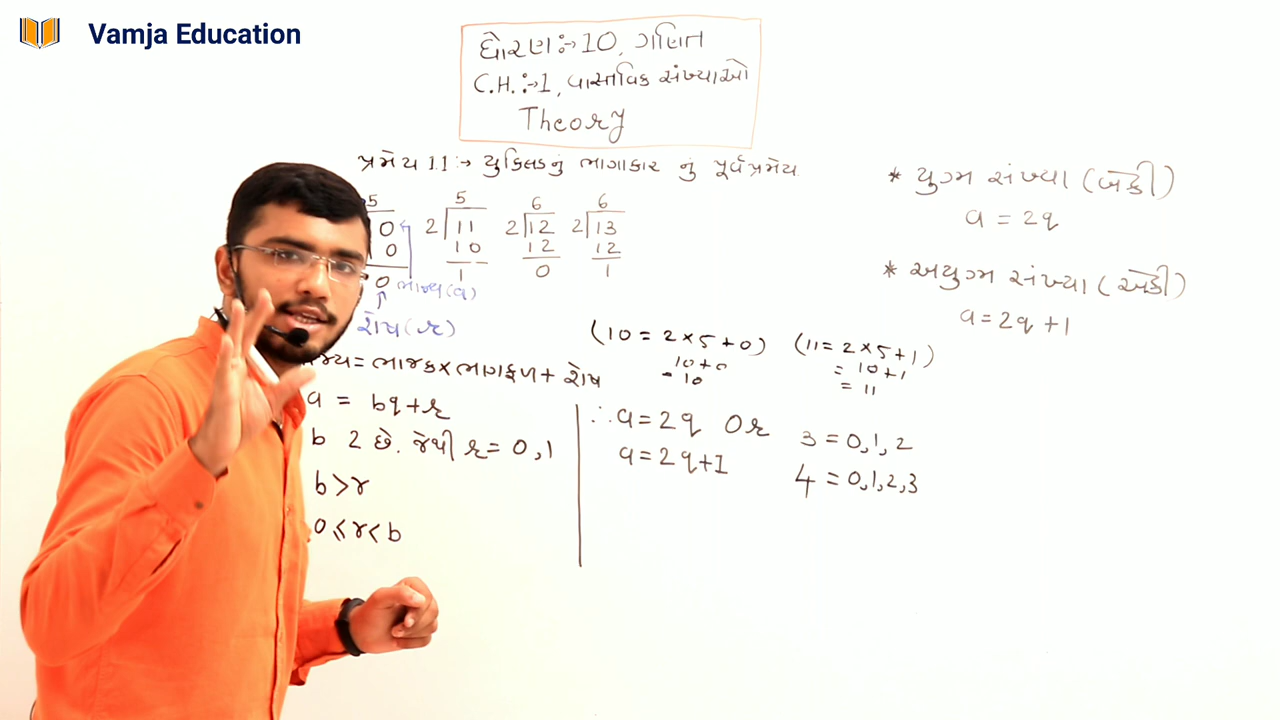 Vamja Education
ધોરણ:-10, ગણિત
C.H.:-1, વાસ્તવિક સંખ્યાઓ
Theory
પ્રમેય 1.1:- યુક્લિડનું ભાગાકાર નું પૂર્વપ્રમેય
5 5 6 6
0 2 11 2 12 2 13
0 10 12 12
0 1 0 1
ભાજ્ય(a)
શેષ(r)
= ભાજક×ભાગફળ + શેષ
a = bq+r
b 2 છે. જેથી r = 0,1
b>r
0≤r<b
(10 = 2×5+0)
10+0
= 10
(11 = 2×5+1)
= 10+1
= 11
∴ a = 2q Or
a = 2q+1
3 = 0,1,2
4 = 0,1,2,3
* યુગ્મ સંખ્યા (બેકી)
a = 2q
* અયુગ્મ સંખ્યા (એકી)
a = 2q +1